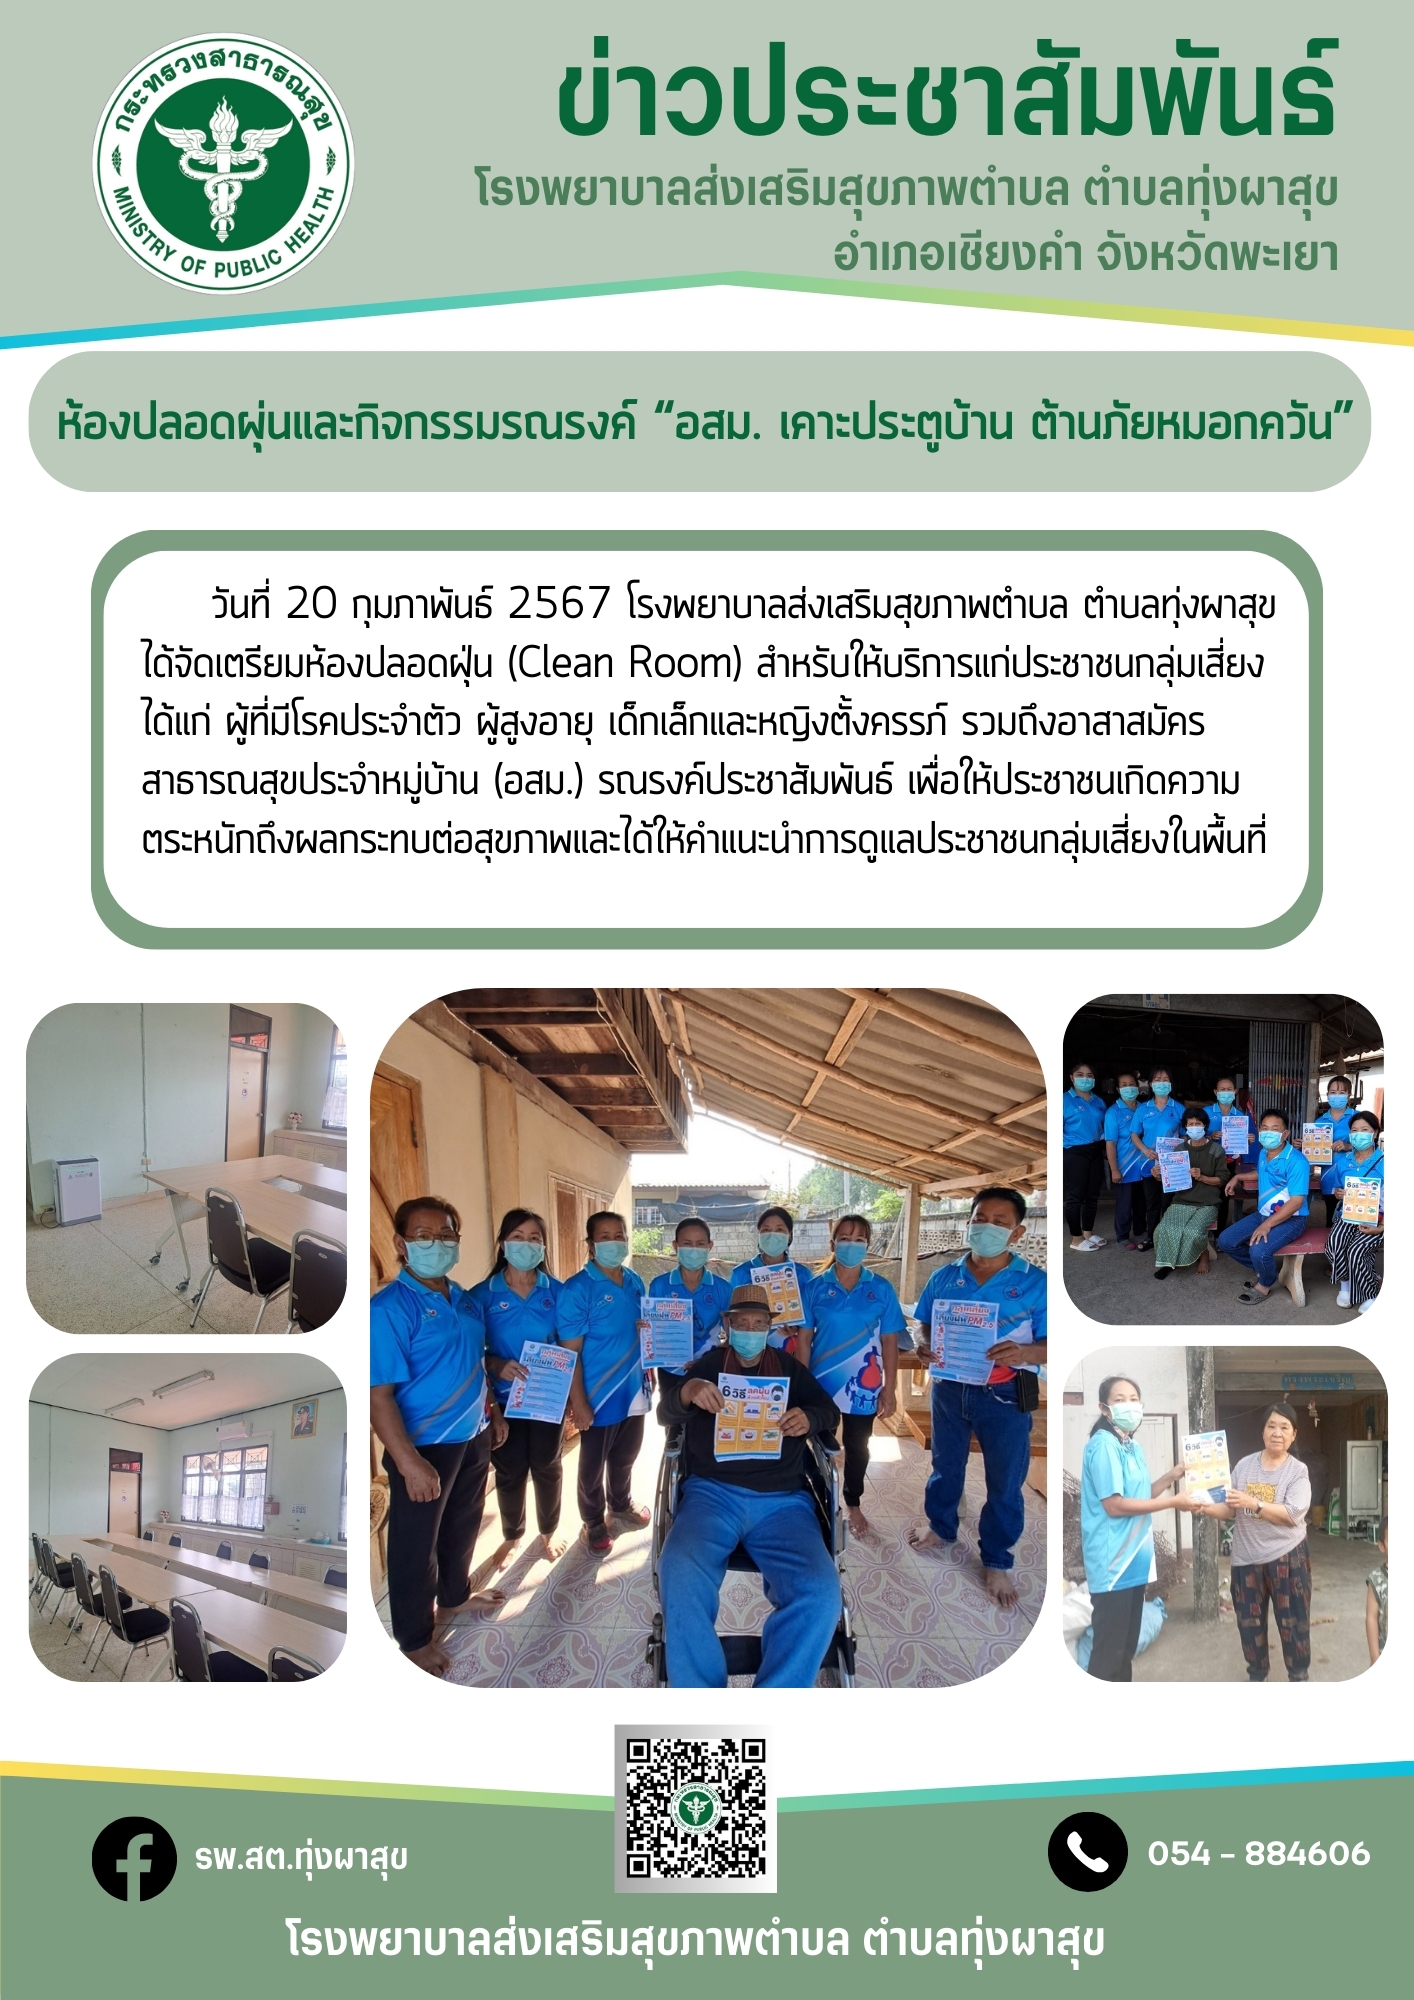 กระทรวงสาธารณสุข
MINISTRY OF PUBLIC HEALTH
ข่าวประชาสัมพันธ์
โรงพยาบาลส่งเสริมสุขภาพตำบล ตำบลทุ่งผาสุข
อำเภอเชียงคำ จังหวัดพะเยา
ห้องปลอดผุ่นและกิจกรรมรณรงค์ “อสม. เคาะประตูบ้าน ต้านภัยหมอกควัน”
วันที่ 20 กุมภาพันธ์ 2567 โรงพยาบาลส่งเสริมสุขภาพตำบล ตำบลทุ่งผาสุข
ได้จัดเตรียมห้องปลอดฝุ่น (Clean Room) สำหรับให้บริการแก่ประชาชนกลุ่มเสี่ยง
ได้แก่ ผู้ที่มีโรคประจำตัว ผู้สูงอายุ เด็กเล็กและหญิงตั้งครรภ์ รวมถึงอาสาสมัคร
สาธารณสุขประจำหมู่บ้าน (อสม.) รณรงค์ประชาสัมพันธ์ เพื่อให้ประชาชนเกิดความ
ตระหนักถึงผลกระทบต่อสุขภาพและได้ให้คำแนะนำการดูแลประชาชนกลุ่มเสี่ยงในพื้นที่
6 วิธี ลดฝุ่น
PM 2.5
รพ.สต.ทุ่งผาสุข
054 - 884606
โรงพยาบาลส่งเสริมสุขภาพตำบล ตำบลทุ่งผาสุข